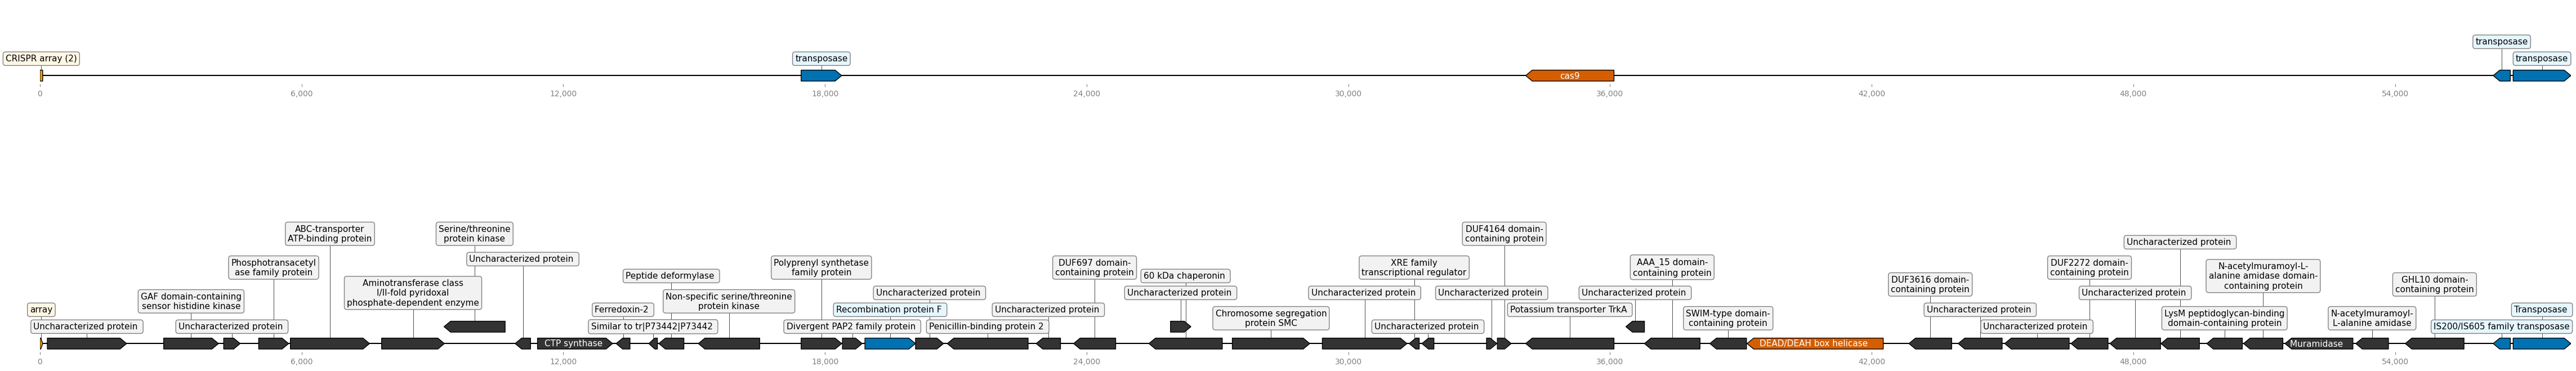 transposase
CRISPR array (2)
transposase
transposase
cas9
0
6,000
12,000
18,000
24,000
30,000
36,000
42,000
48,000
54,000
ABC-transporter
ATP-binding protein
Serine/threonine
protein kinase
DUF4164 domain-
containing protein
Uncharacterized protein
Uncharacterized protein
Phosphotransacetyl
ase family protein
Polyprenyl synthetase
family protein
DUF697 domain-
containing protein
XRE family
transcriptional regulator
AAA_15 domain-
containing protein
DUF2272 domain-
containing protein
N-acetylmuramoyl-L-
alanine amidase domain-
containing protein
Peptide deformylase
60 kDa chaperonin
Aminotransferase class
I/II-fold pyridoxal
phosphate-dependent enzyme
DUF3616 domain-
containing protein
GHL10 domain-
containing protein
GAF domain-containing
sensor histidine kinase
Non-specific serine/threonine
protein kinase
Uncharacterized protein
Uncharacterized protein
Uncharacterized protein
Uncharacterized protein
Uncharacterized protein
Uncharacterized protein
array
Ferredoxin-2
Recombination protein F
Uncharacterized protein
Chromosome segregation
protein SMC
Potassium transporter TrkA
SWIM-type domain-
containing protein
Uncharacterized protein
LysM peptidoglycan-binding
domain-containing protein
N-acetylmuramoyl-
L-alanine amidase
Transposase
Uncharacterized protein
Uncharacterized protein
Similar to tr|P73442|P73442
Divergent PAP2 family protein
Penicillin-binding protein 2
Uncharacterized protein
Uncharacterized protein
IS200/IS605 family transposase
CTP synthase
DEAD/DEAH box helicase
Muramidase
0
6,000
12,000
18,000
24,000
30,000
36,000
42,000
48,000
54,000